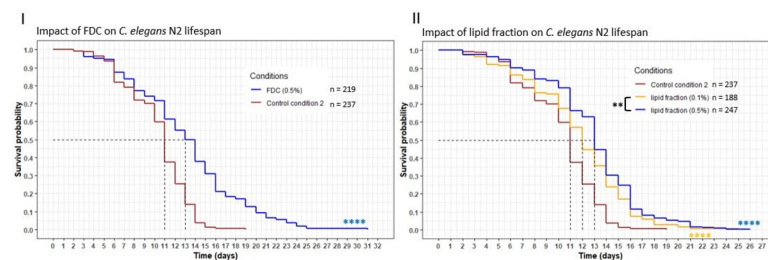 I
Impact of FDC on C. elegans N2 lifespan
1.0
0.9
0.8
0.7
0.6
0.5
0.4
0.3
0.2
0.1
0.0
Survival probability
Conditions
FDC (0.5%) n = 219
Control condition 2 n = 237
****
0 1 2 3 4 5 6 7 8 9 10 11 12 13 14 15 16 17 18 19 20 21 22 23 24 25 26 27 28 29 30 31 32
Time (days)
II
Impact of lipid fraction on C. elegans N2 lifespan
1.0
0.9
0.8
0.7
0.6
0.5
0.4
0.3
0.2
0.1
0.0
Survival probability
Conditions
Control condition 2 n = 237
lipid fraction (0.1%) n = 188
**
lipid fraction (0.5%) n = 247
****
****
0 1 2 3 4 5 6 7 8 9 10 11 12 13 14 15 16 17 18 19 20 21 22 23 24 25 26 27
Time (days)